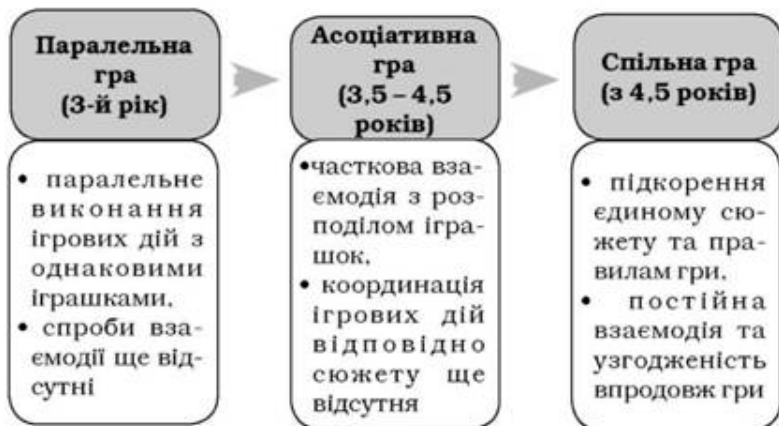 Паралельна
гра
(3-й рік)
• паралельне
виконання
ігрових дій з
однаковими
іграшками,
• спроби вза-
ємодії ще від-
сутні
Асоціативна
гра
(3,5 – 4,5
років)
•часткова вза-
ємодія з роз-
поділом ігра-
шок,
• координація
ігрових дій
відповідно
сюжету ще
відсутня
Спільна гра
(з 4,5 років)
• підкорення
єдиному сю-
жету та пра-
вилам гри,
• постійна
взаємодія та
узгодженість
впродовж гри